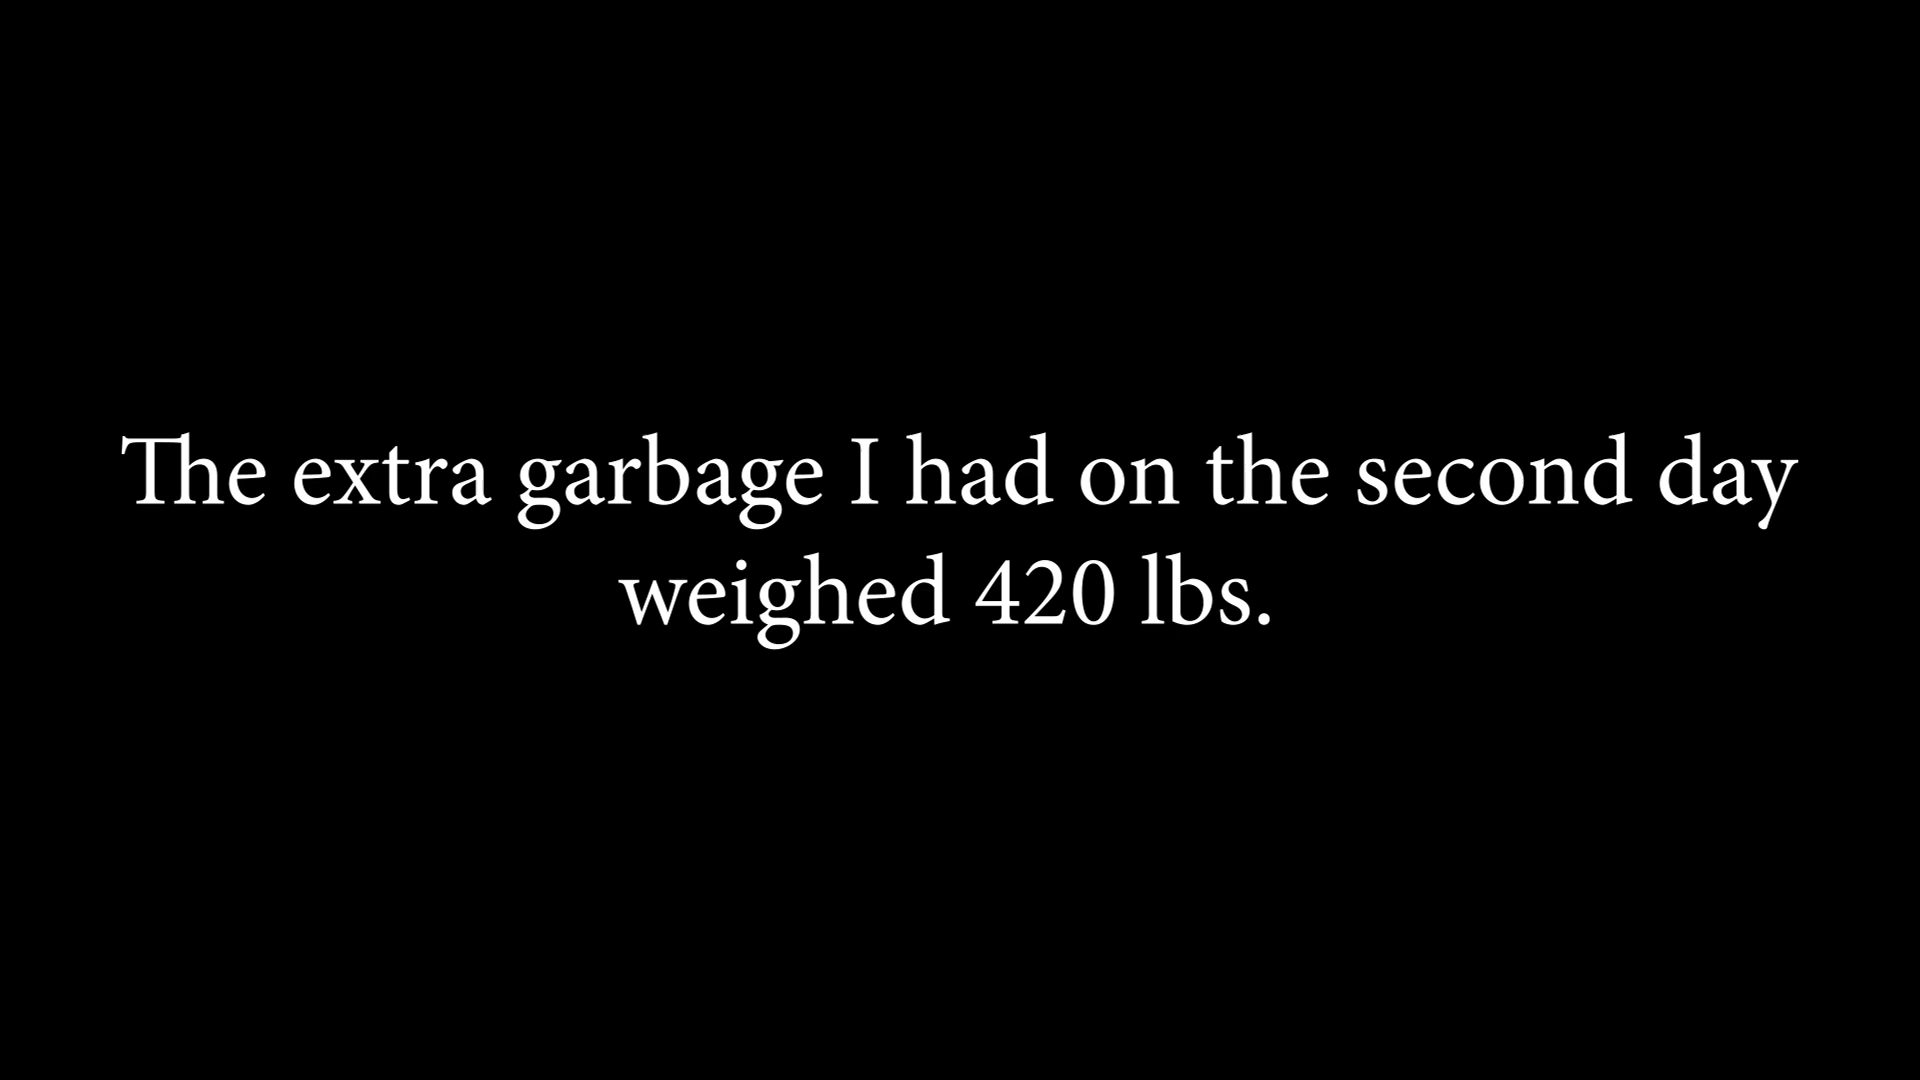 The extra garbage I had on the second day
weighed 420 lbs.